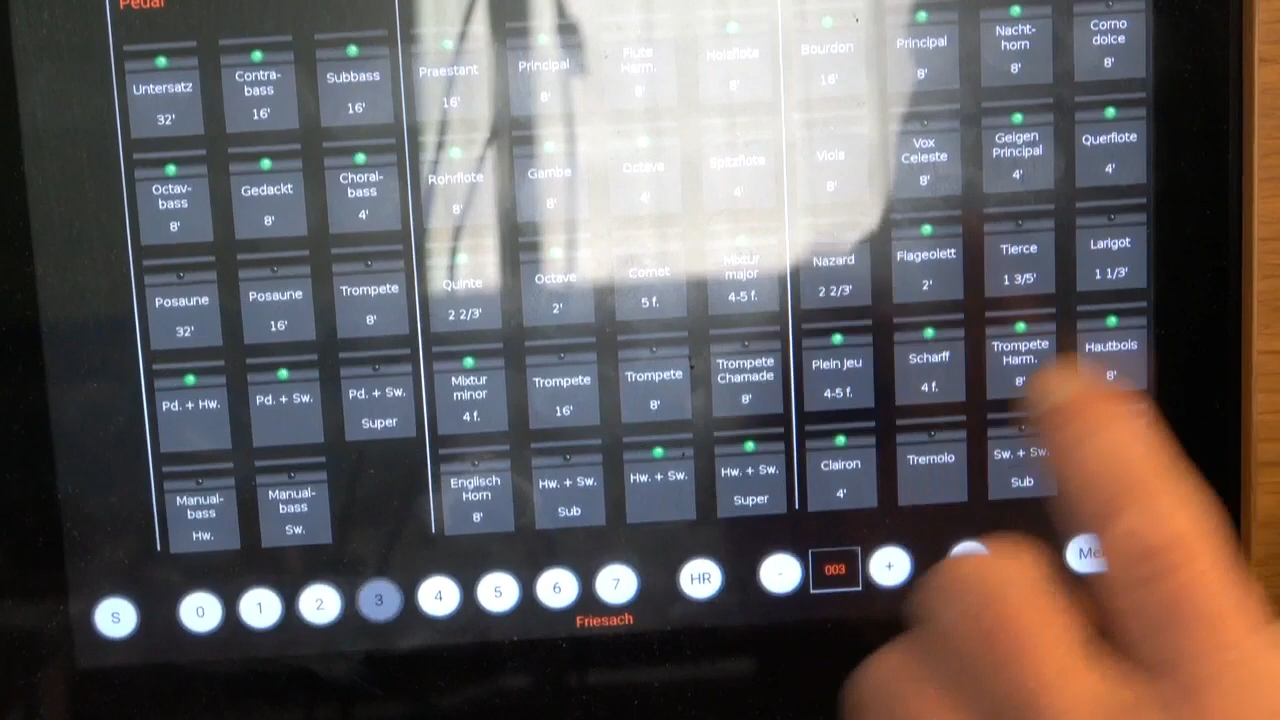 Pedal
Untersatz
32'
Contra-
bass
16'
Subbass
16'
Praestant
16'
Principal
8'
Flute
Harm.
8'
Holzflote
8'
Bourdon
16'
Principal
8'
Nacht-
horn
8'
Corno
dolce
8'
Octav-
bass
8'
Gedackt
8'
Choral-
bass
4'
Rohrflote
8'
Gambe
8'
Octave
4'
Spitzflote
4'
Viola
8'
Vox
Celeste
8'
Geigen
Principal
4'
Querflote
4'
Posaune
32'
Posaune
16'
Trompete
8'
Quinte
2 2/3'
Octave
2'
Cornet
5 f.
Mixtur
major
4-5 f.
Nazard
2 2/3'
Flageolett
2'
Tierce
1 3/5'
Larigot
1 1/3'
Pd. + Hw.
Pd. + Sw.
Pd. + Sw.
Super
Mixtur
minor
4 f.
Trompete
16'
Trompete
8'
Trompete
Chamade
8'
Plein Jeu
4-5 f.
Scharff
4 f.
Trompete
Harm.
8'
Hautbois
8'
Manual-
bass
Hw.
Manual-
bass
Sw.
Englisch
Horn
8'
Hw. + Sw.
Sub
Hw. + Sw.
Hw. + Sw.
Super
Clairon
4'
Tremolo
Sw. + Sw.
Sub
S
0
1
2
3
4
5
6
7
HR
-
003
+
Friesach